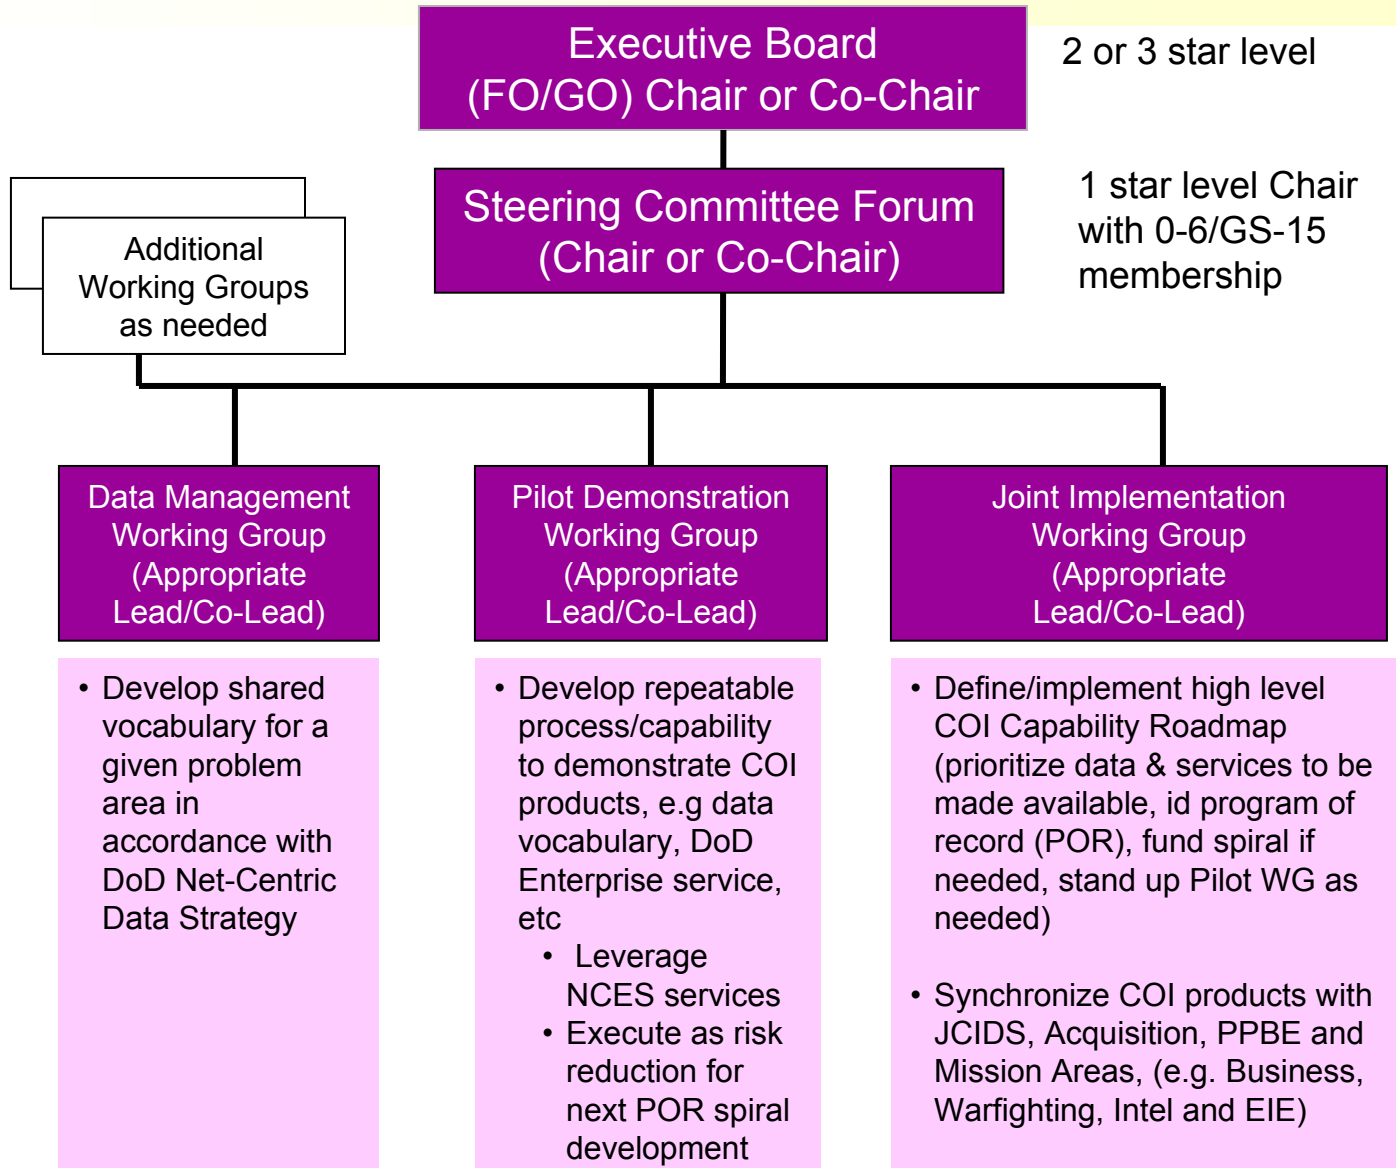 Executive Board
(FO/GO) Chair or Co-Chair
2 or 3 star level
Steering Committee Forum
(Chair or Co-Chair)
1 star level Chair
with 0-6/GS-15
membership
Additional
Working Groups
as needed
Data Management
Working Group
(Appropriate
Lead/Co-Lead)
• Develop shared
vocabulary for a
given problem
area in
accordance with
DoD Net-Centric
Data Strategy
Pilot Demonstration
Working Group
(Appropriate
Lead/Co-Lead)
• Develop repeatable
process/capability
to demonstrate COI
products, e.g data
vocabulary, DoD
Enterprise service,
etc
• Leverage
NCES services
• Execute as risk
reduction for
next POR spiral
development
Joint Implementation
Working Group
(Appropriate
Lead/Co-Lead)
• Define/implement high level
COI Capability Roadmap
(prioritize data & services to be
made available, id program of
record (POR), fund spiral if
needed, stand up Pilot WG as
needed)
• Synchronize COI products with
JCIDS, Acquisition, PPBE and
Mission Areas, (e.g. Business,
Warfighting, Intel and EIE)